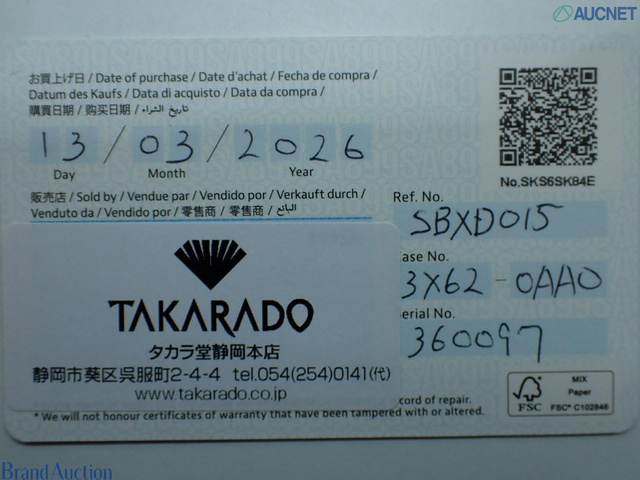 AUCNET
お買上げ日 / Date of purchase / Date d'achat / Fecha de compra /
Datum des Kaufs / Data di acquisto / Data da compra /
購買日期 / 购买日期 / تاريخ الشراء
13 / 03 / 2026
Day Month Year
No.SKS6SK84E
販売店 / Sold by / Vendue par / Vendido por / Verkauft durch /
Venduto da / Vendido por / 零售商 / 零售商 / البائع
Ref. No.
SBXD015
ase No.
3X62-0AA0
erial No.
360097
TAKARADO
タカラ堂静岡本店
静岡市葵区呉服町2-4-4 tel.054(254)0141(代)
www.takarado.co.jp
cord of repair.
* We will not honour certificates of warranty that have been tampered with or altered.
FSC
MIX
Paper
FSC® C102846
Brand Auction